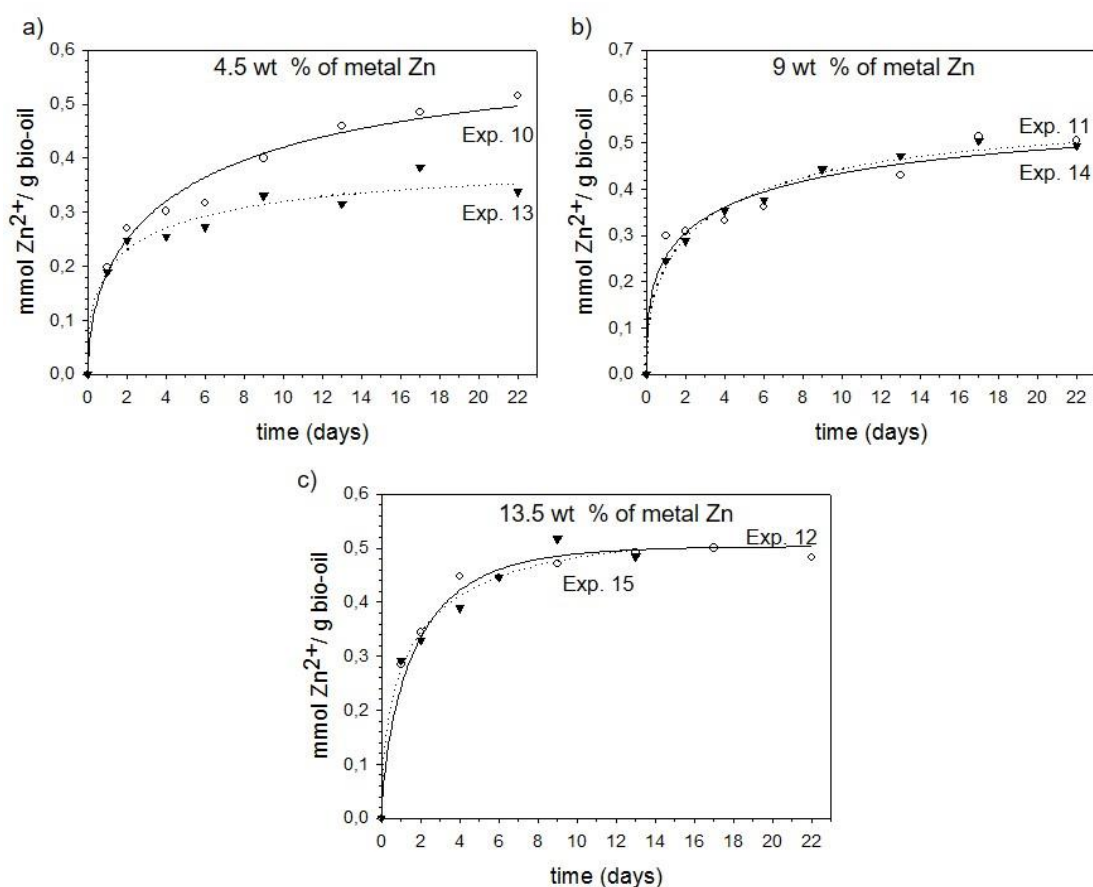 a)
4.5 wt % of metal Zn
0,6
0,5
0,4
0,3
0,2
0,1
0,0
mmol Zn2+/ g bio-oil
Exp. 10
Exp. 13
0 2 4 6 8 10 12 14 16 18 20 22
time (days)
b)
9 wt % of metal Zn
0,7
0,6
0,5
0,4
0,3
0,2
0,1
0,0
mmol Zn2+/ g bio-oil
Exp. 11
Exp. 14
0 2 4 6 8 10 12 14 16 18 20 22
time (days)
c)
13.5 wt % of metal Zn
0,6
0,5
0,4
0,3
0,2
0,1
0,0
mmol Zn2+/ g bio-oil
Exp. 12
Exp. 15
0 2 4 6 8 10 12 14 16 18 20 22
time (days)